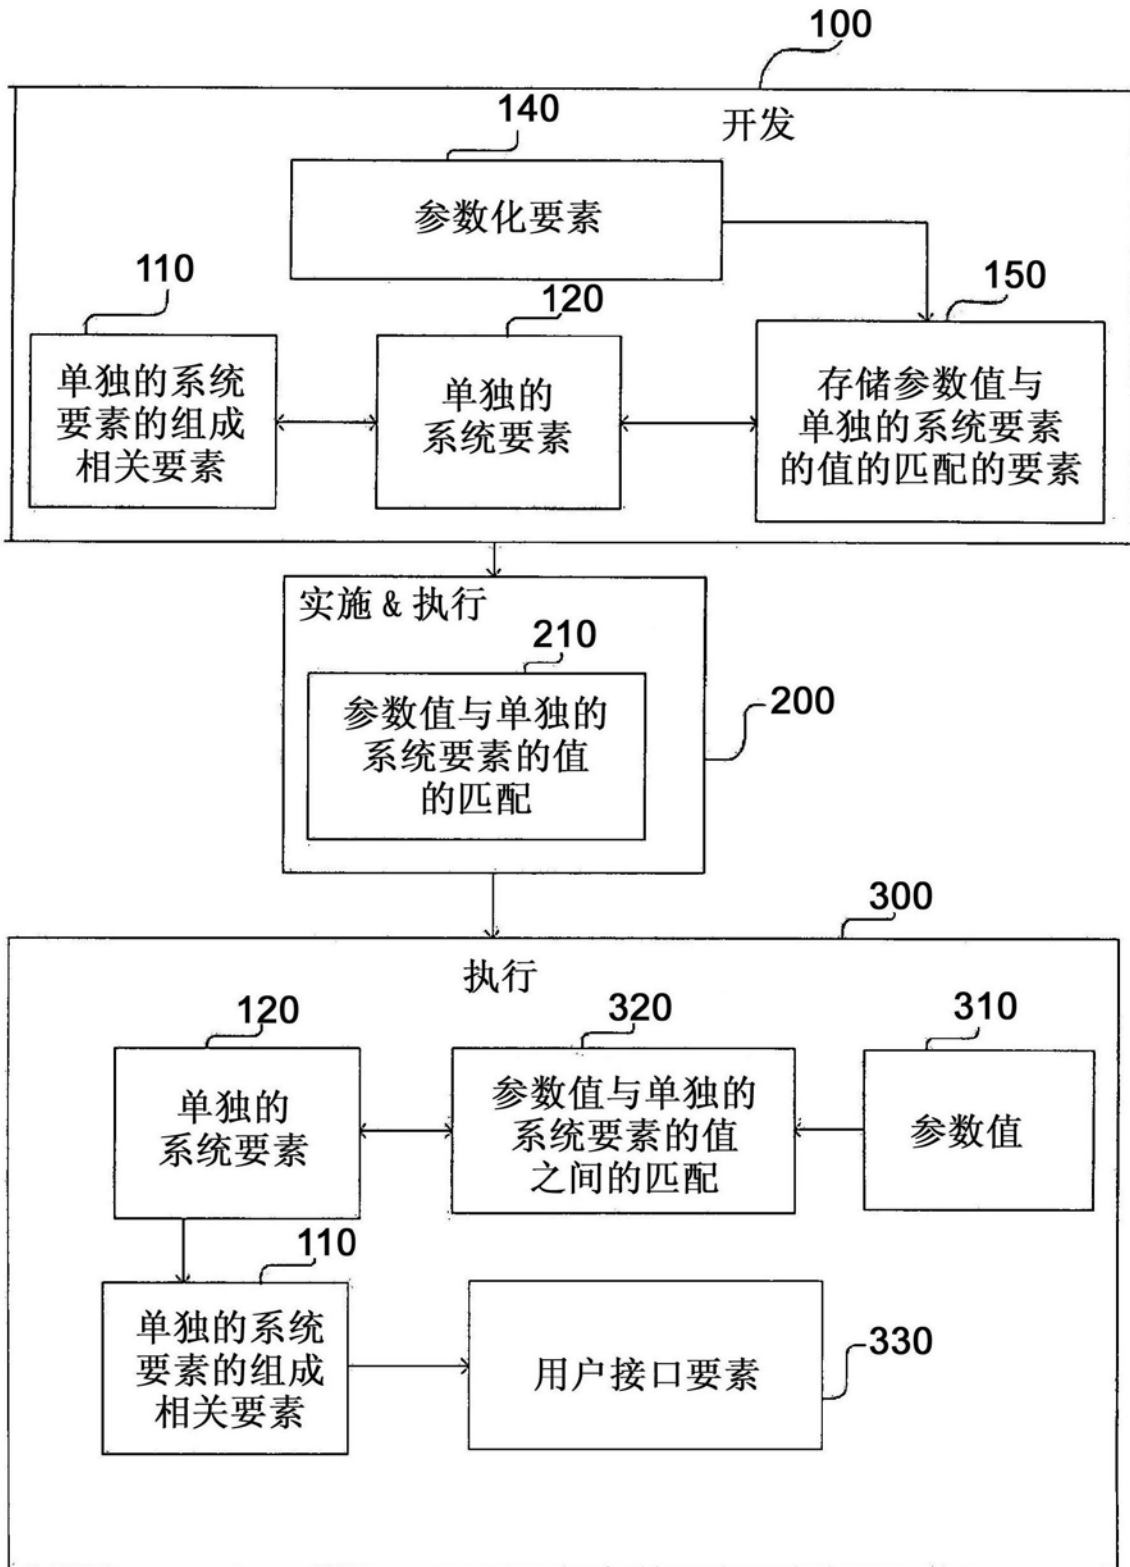 100
开发
140
参数化要素
110
120
150
单独的系统
要素的组成
相关要素
单独的
系统要素
存储参数值与
单独的系统要素
的值的匹配的要素
实施 & 执行
210
参数值与单独的
系统要素的值
的匹配
200
300
执行
120
320
310
单独的
系统要素
参数值与单独的
系统要素的值
之间的匹配
参数值
110
单独的系统
要素的组成
相关要素
用户接口要素
330